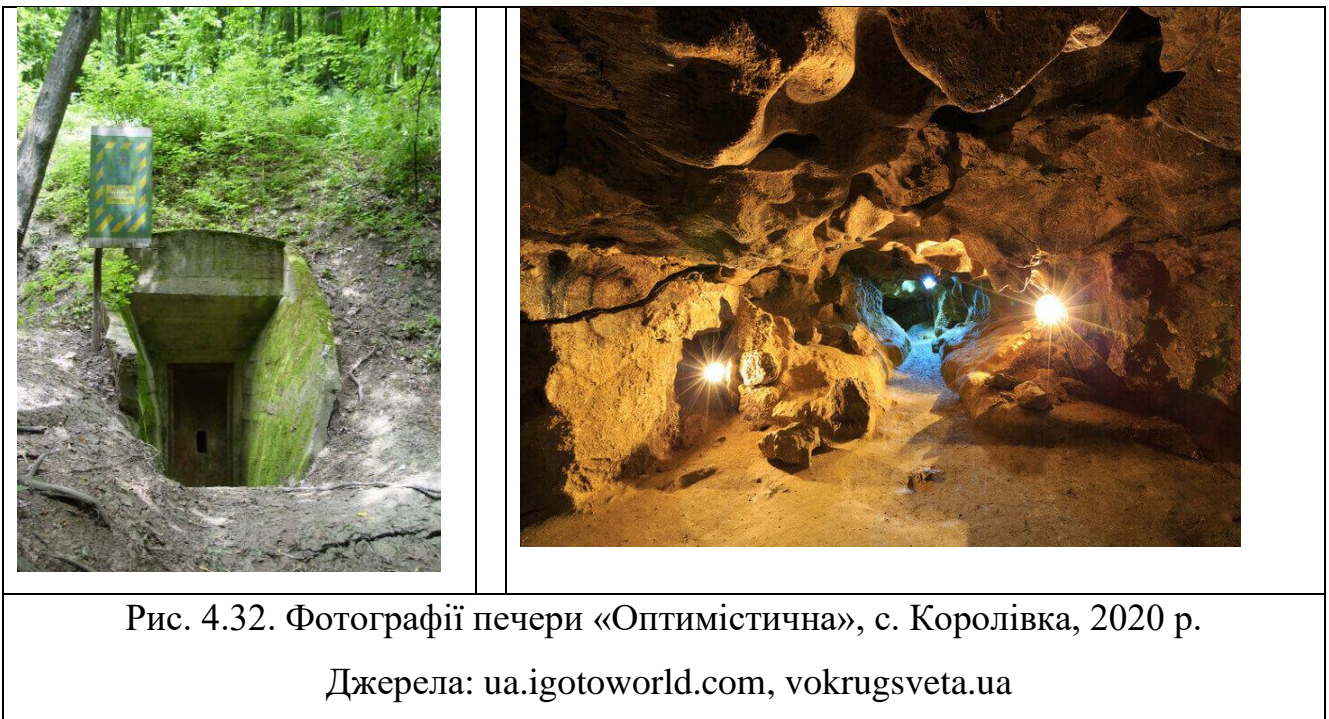 Рис. 4.32. Фотографії печери «Оптимістична», с. Королівка, 2020 р.
Джерела: ua.igotoworld.com, vokrugsveta.ua